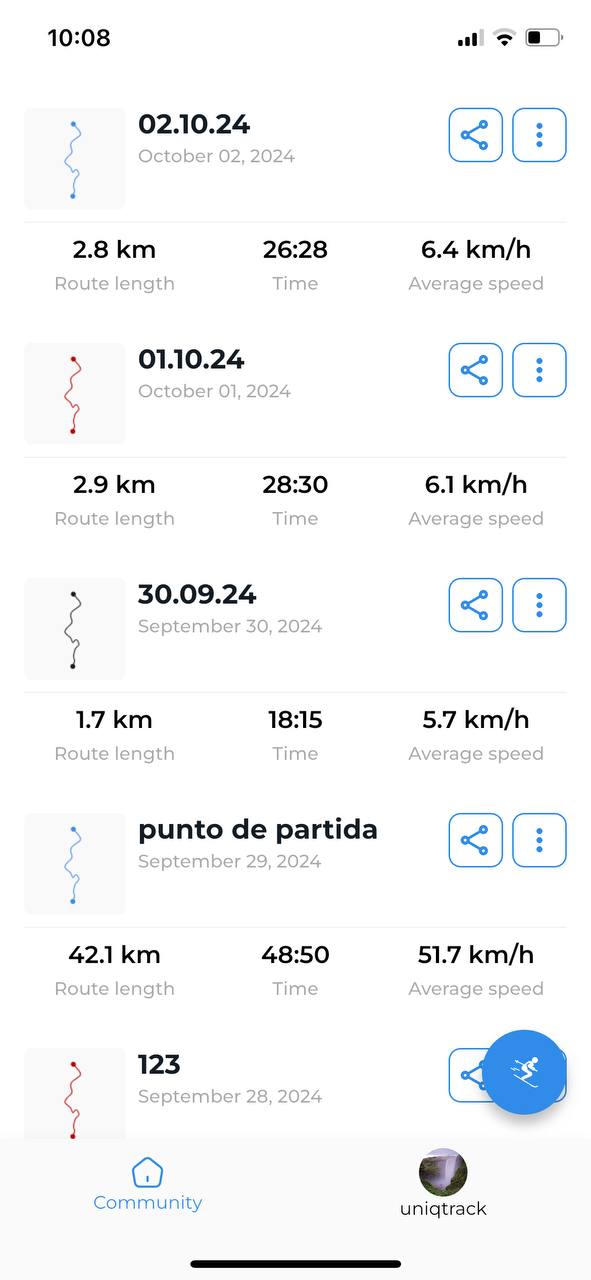 10:08
02.10.24
October 02, 2024
2.8 km 26:28 6.4 km/h
Route length Time Average speed
01.10.24
October 01, 2024
2.9 km 28:30 6.1 km/h
Route length Time Average speed
30.09.24
September 30, 2024
1.7 km 18:15 5.7 km/h
Route length Time Average speed
punto de partida
September 29, 2024
42.1 km 48:50 51.7 km/h
Route length Time Average speed
123
September 28, 2024
Community uniqtrack